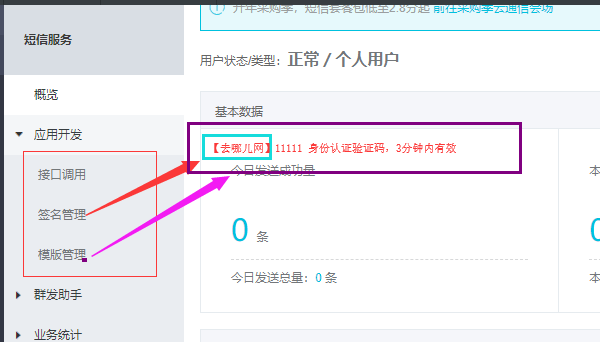 开年采购季，短信套餐包低至2.8分起 前往采购季云通信会场
短信服务
用户状态/类型：正常 / 个人用户
概览
基本数据
应用开发
【去哪儿网】11111 身份认证验证码，3分钟内有效
接口调用
今日发送成功量
本
签名管理
0 条
0
模版管理
今日发送总量：0 条
本
群发助手
业务统计